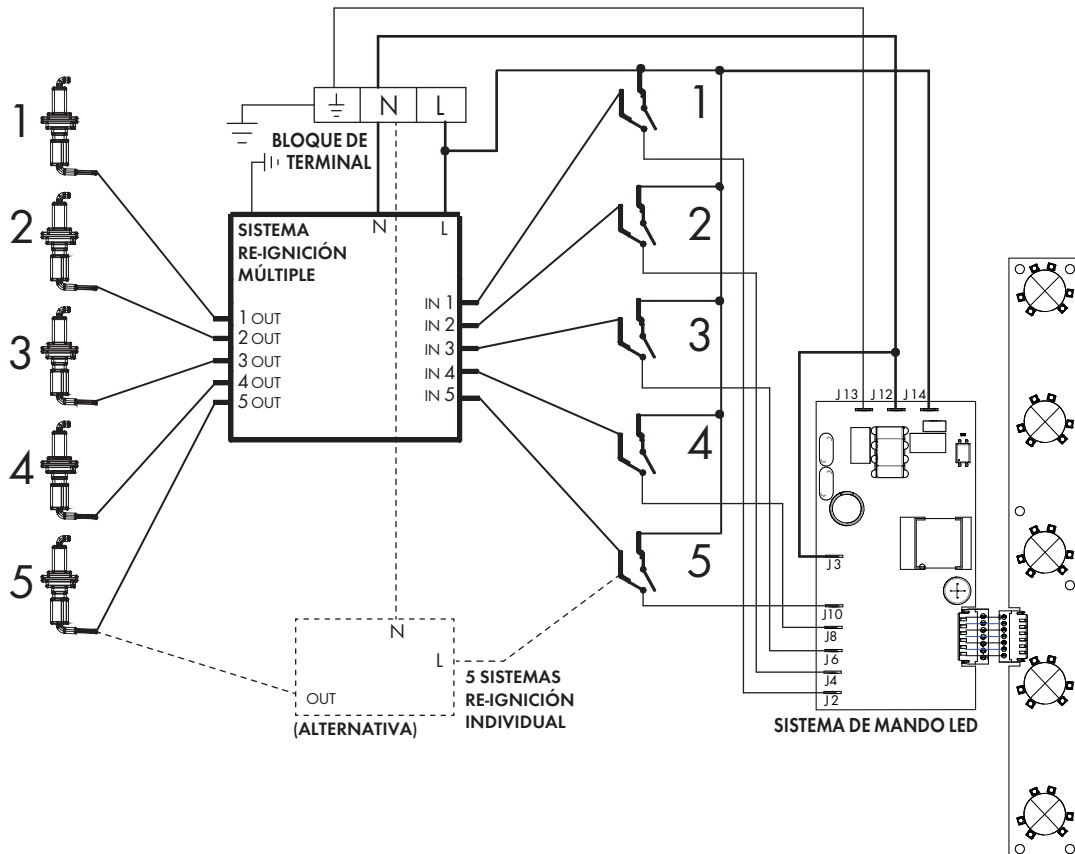 1
2
3
4
5
N
L
BLOQUE DE
TERMINAL
SISTEMA
RE-IGNICIÓN
MÚLTIPLE
N
L
1 OUT
2 OUT
3 OUT
4 OUT
5 OUT
IN 1
IN 2
IN 3
IN 4
IN 5
1
2
3
4
5
N
L
OUT
(ALTERNATIVA)
5 SISTEMAS
RE-IGNICIÓN
INDIVIDUAL
J13 J12 J14
J3
J10
J8
J6
J4
J2
SISTEMA DE MANDO LED